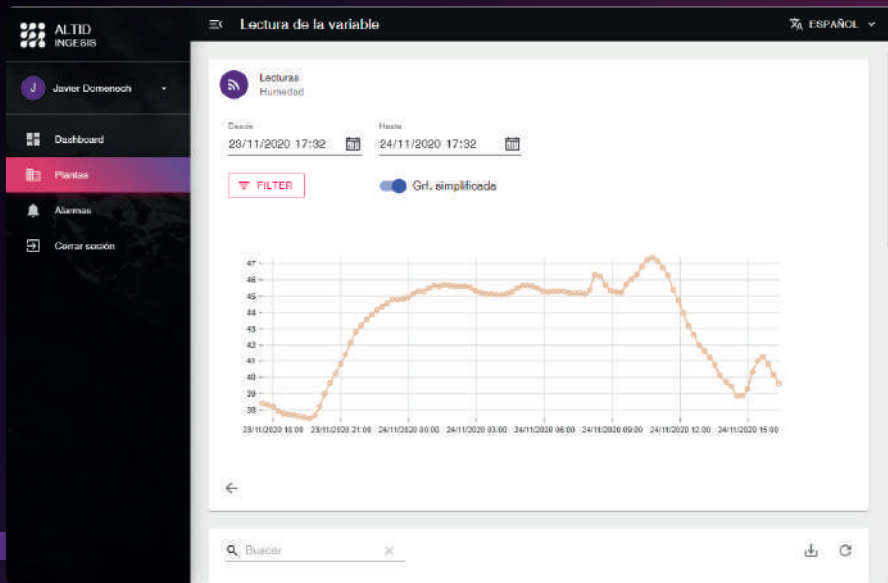 ALTID
INGESIS
Lectura de la variable
ESPAÑOL
J
Javier Domenech
Dashboard
Plantas
Alarmas
Cerrar sesión
Lecturas
Humedad
Desde
Hasta
23/11/2020 17:32
24/11/2020 17:32
FILTER
Grf. simplificada
47
46
45
44
43
42
41
40
39
38
23/11/2020 18:00 23/11/2020 21:00 24/11/2020 00:00 24/11/2020 03:00 24/11/2020 06:00 24/11/2020 09:00 24/11/2020 12:00 24/11/2020 15:00
Buscar